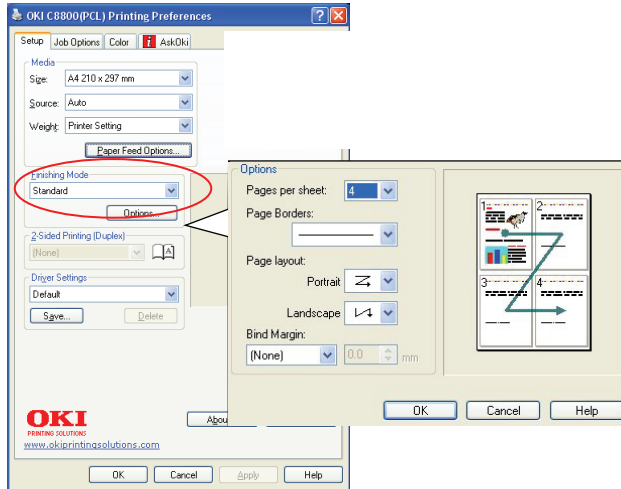 OKI C8800(PCL) Printing Preferences
Setup Job Options Color i AskOki
Media
Size: A4 210 x 297 mm
Source: Auto
Weight: Printer Setting
Paper Feed Options...
Finishing Mode
Standard
Options...
2-Sided Printing (Duplex)
(None) A
Driver Settings
Default
Save... Delete
OKI
PRINTING SOLUTIONS
www.okiprintingsolutions.com
OK Cancel Apply Help
Options
Pages per sheet: 4
Page Borders:
Page layout:
Portrait
Landscape
Bind Margin:
(None) 0.0 mm
1 2
3 4
OK Cancel Help